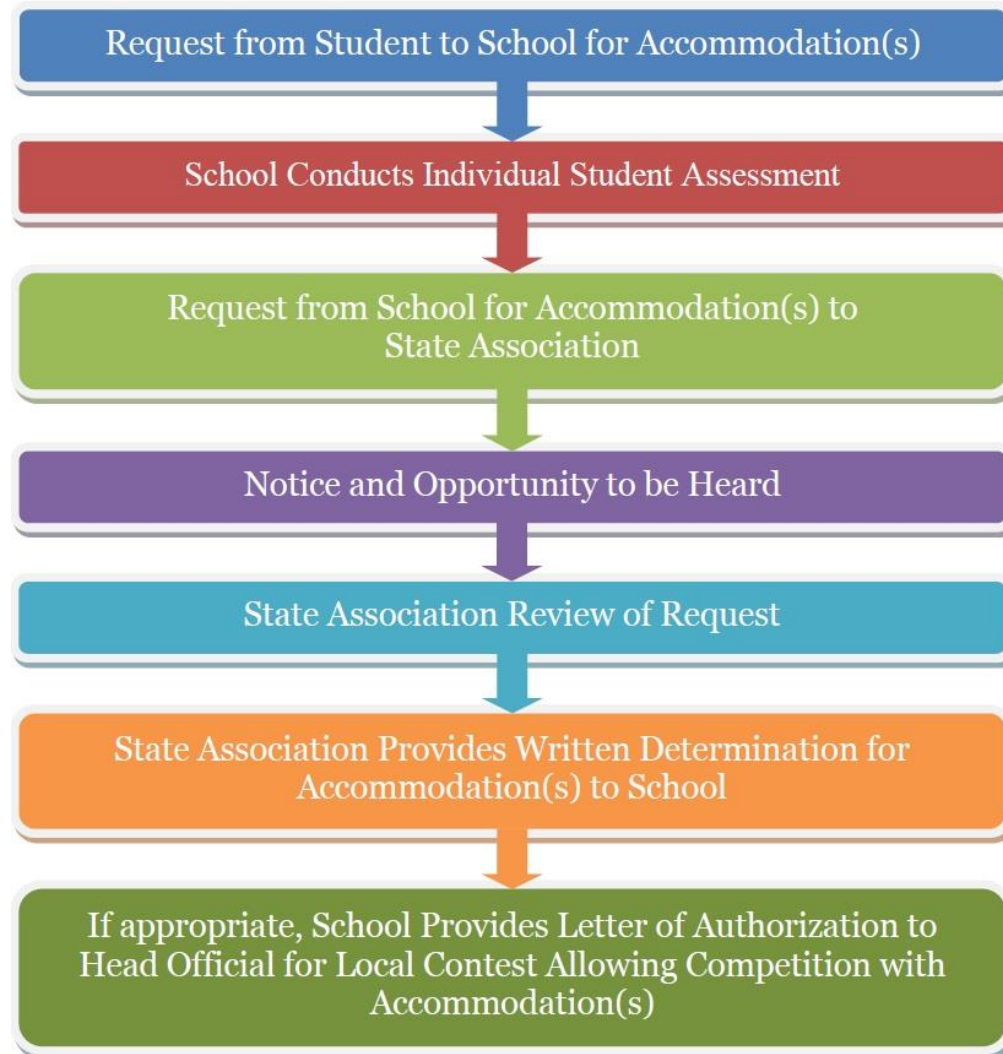 Request from Student to School for Accommodation(s)
School Conducts Individual Student Assessment
Request from School for Accommodation(s) to
State Association
Notice and Opportunity to be Heard
State Association Review of Request
State Association Provides Written Determination for
Accommodation(s) to School
If appropriate, School Provides Letter of Authorization to
Head Official for Local Contest Allowing Competition with
Accommodation(s)